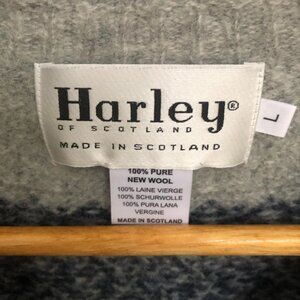 Harley®
OF SCOTLAND
MADE IN SCOTLAND
L
100% PURE
NEW WOOL
100% LAINE VIERGE
100% SCHURWOLLE
100% PURA LANA
VERGINE
MADE IN SCOTLAND